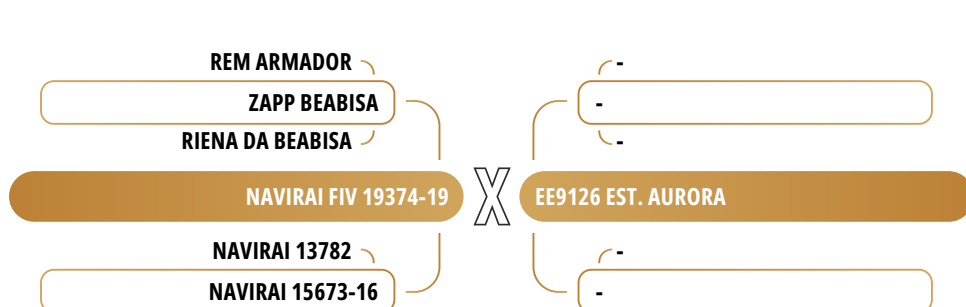 REM ARMADOR
-
ZAPP BEABISA
-
RIENA DA BEABISA
-
NAVIRAI FIV 19374-19
X
EE9126 EST. AURORA
NAVIRAI 13782
-
NAVIRAI 15673-16
-